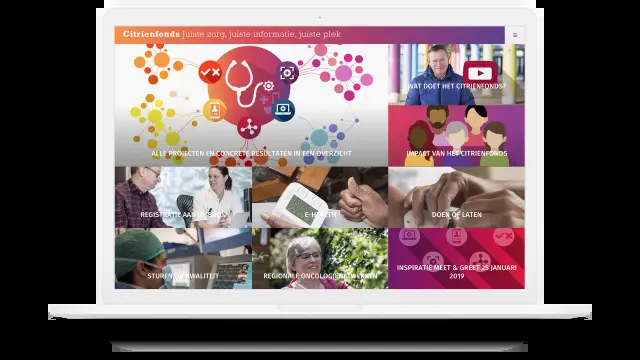 Citrienfonds Juiste zorg, juiste informatie, juiste plek
WAT DOET HET CITRIENFONDS?
ALLE PROJECTEN EN CONCRETE RESULTATEN IN EEN OVERZICHT
IMPACT VAN HET CITRIENFONDS
REGISTRATIE AAN DE BRON
E-HEALTH
DOEN OF LATEN
STUREN OP KWALITEIT
REGIONALE ONCOLOGIENETWERKEN
INSPIRATIE MEET & GREET 25 JANUARI
2019